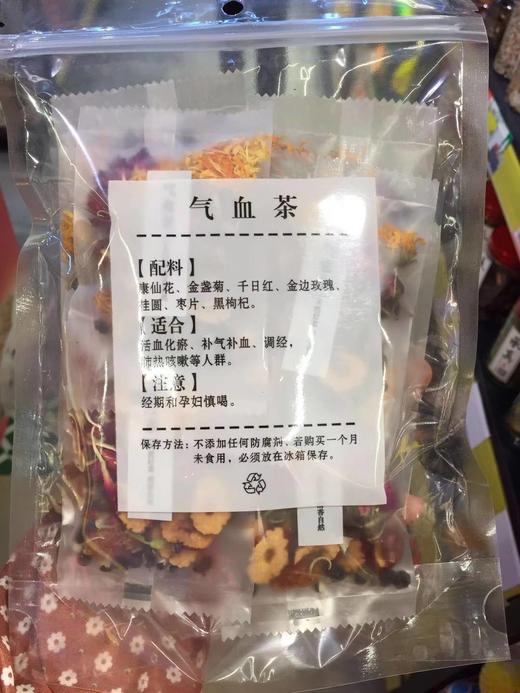 气血茶
【配料】
康仙花、金盏菊、千日红、金边玫瑰、
桂圆、枣片、黑枸杞。
【适合】
活血化瘀、补气补血、调经，
肺热咳嗽等人群。
【注意】
经期和孕妇慎喝。
保存方法：不添加任何防腐剂，若购买一个月
未食用，必须放在冰箱保存。